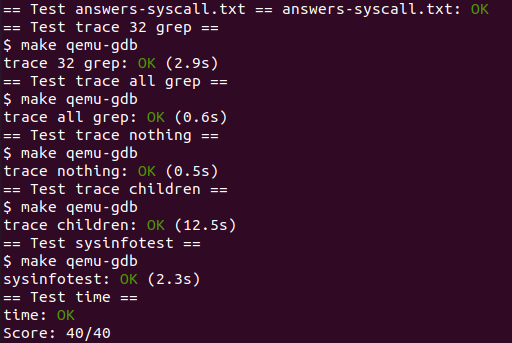 == Test answers-syscall.txt == answers-syscall.txt: OK
== Test trace 32 grep ==
$ make qemu-gdb
trace 32 grep: OK (2.9s)
== Test trace all grep ==
$ make qemu-gdb
trace all grep: OK (0.6s)
== Test trace nothing ==
$ make qemu-gdb
trace nothing: OK (0.5s)
== Test trace children ==
$ make qemu-gdb
trace children: OK (12.5s)
== Test sysinfotest ==
$ make qemu-gdb
sysinfotest: OK (2.3s)
== Test time ==
time: OK
Score: 40/40